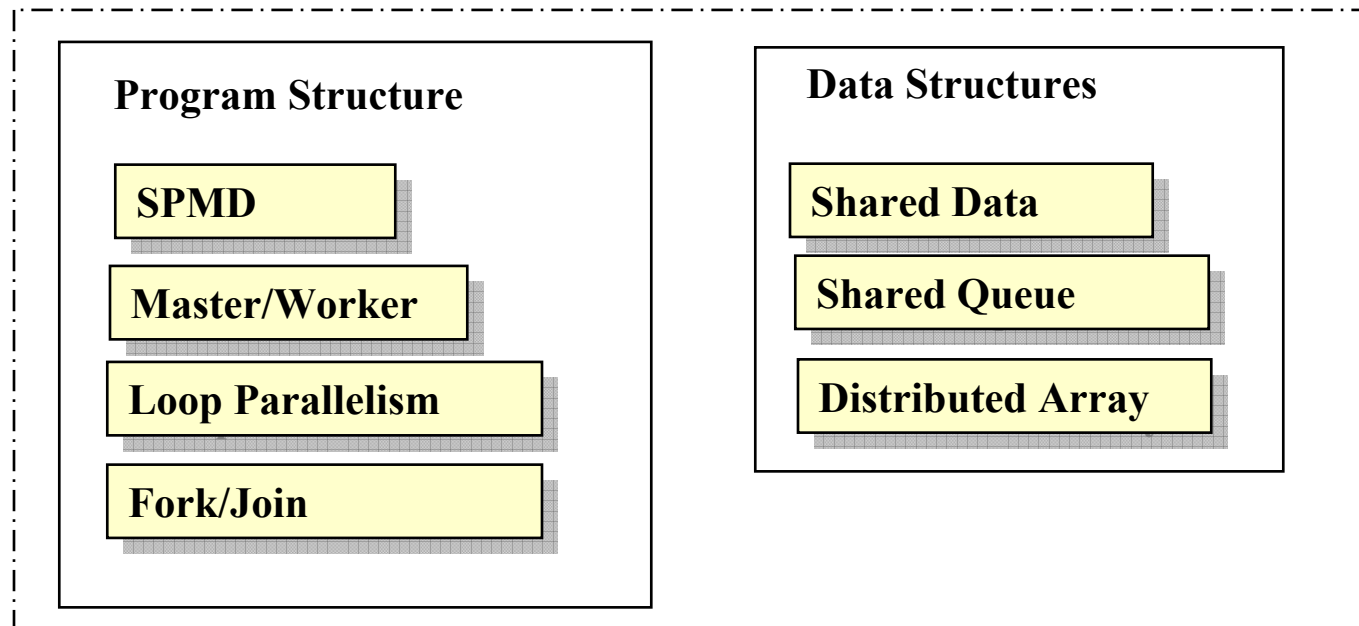 Program Structure
SPMD
Master/Worker
Loop Parallelism
Fork/Join
Data Structures
Shared Data
Shared Queue
Distributed Array